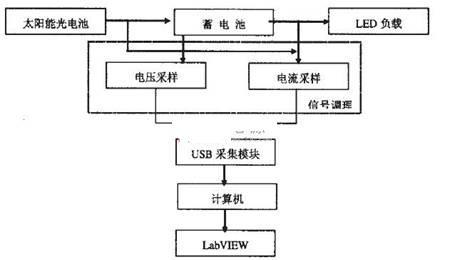 太阳能光电池
蓄 电 池
LED 负载
电压采样
电流采样
信号调理
USB 采集模块
计算机
LabVIEW